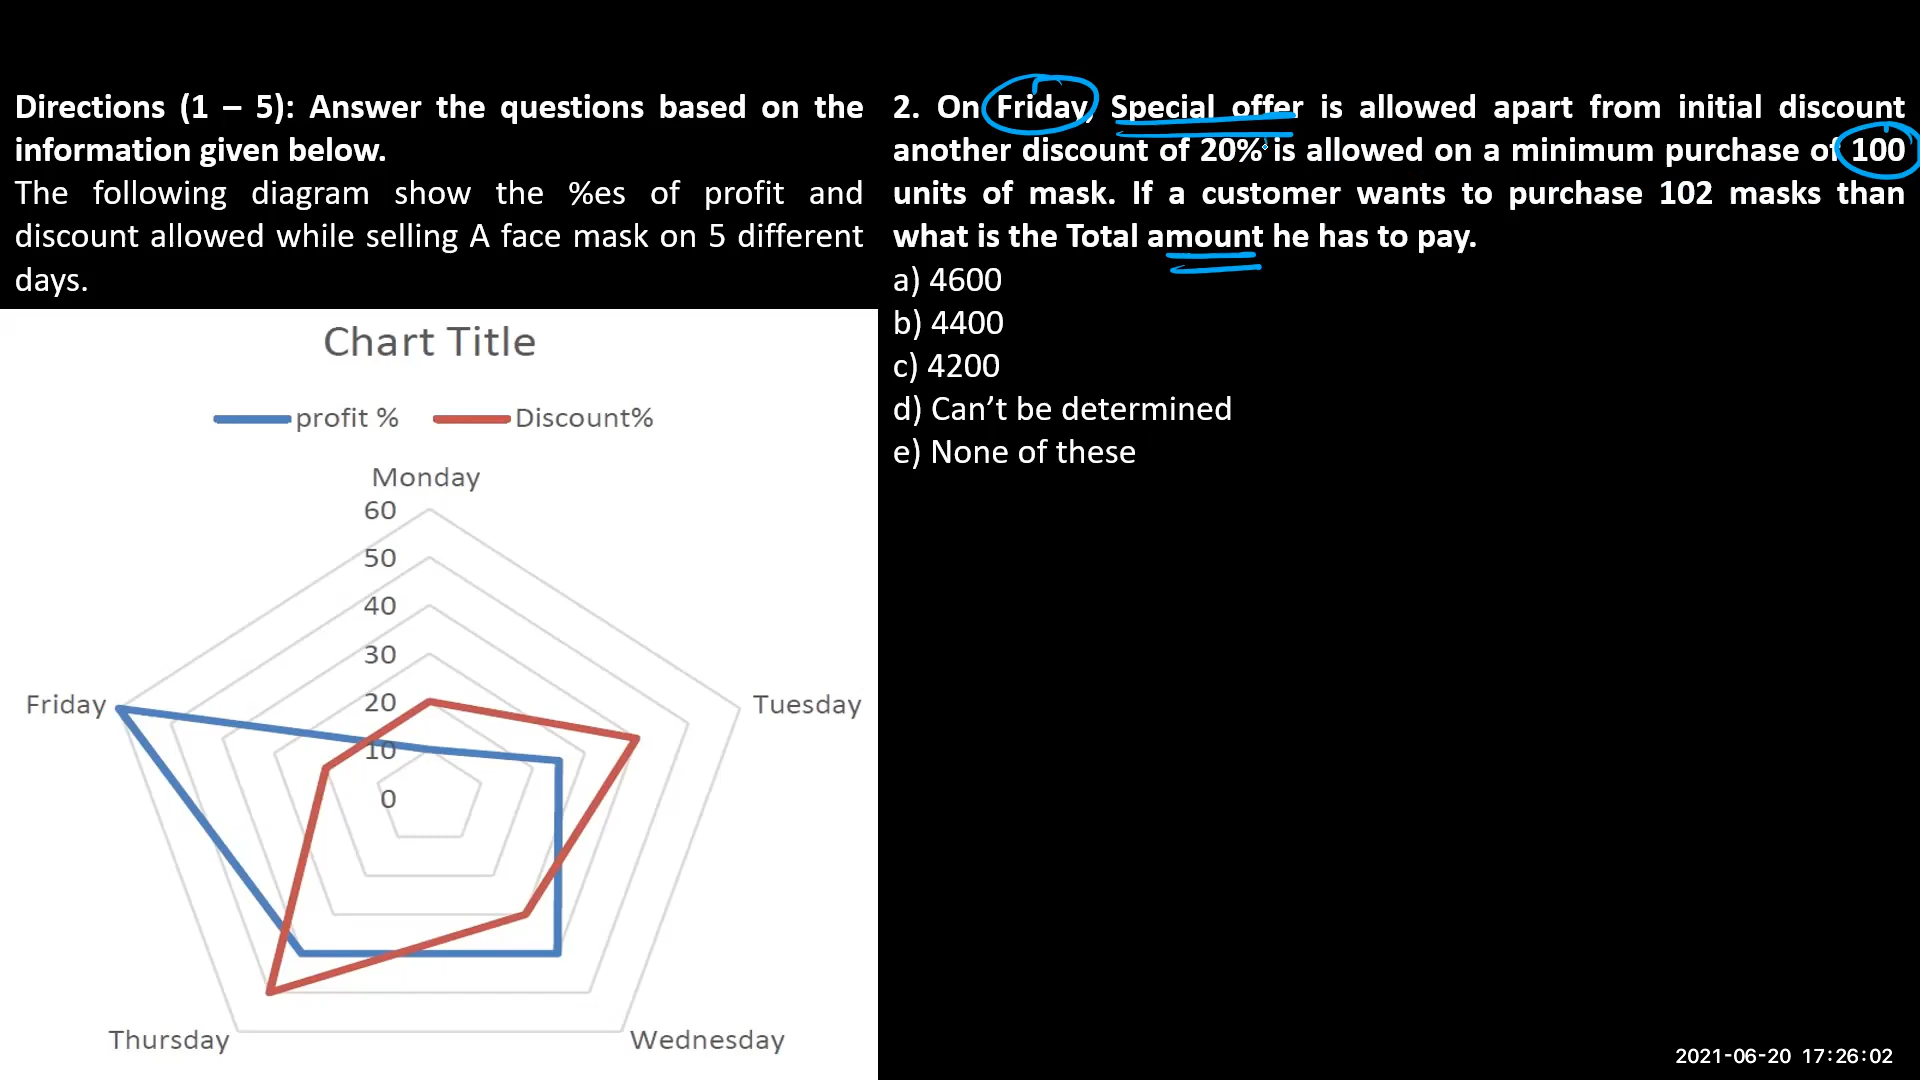 Directions (1 – 5): Answer the questions based on the
information given below.
The following diagram show the %es of profit and
discount allowed while selling A face mask on 5 different
days.
2. On Friday, Special offer is allowed apart from initial discount
another discount of 20% is allowed on a minimum purchase of 100
units of mask. If a customer wants to purchase 102 masks than
what is the Total amount he has to pay.
a) 4600
b) 4400
c) 4200
d) Can’t be determined
e) None of these
Chart Title
profit % Discount%
Monday
60
50
40
30
20
10
0
Friday
Tuesday
Thursday
Wednesday
2021-06-20 17:26:02